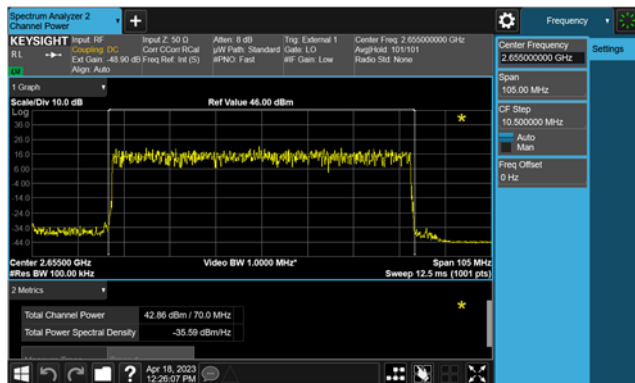 Spectrum Analyzer 2
Channel Power
Frequency
KEYSIGHT
Input: RF
Coupling: DC
Ext Gain: -48.90 dB
Align: Auto
Input Z: 50 Ω
Corr CCorr RCal
Freq Ref: Int (S)
Atten: 8 dB
µW Path: Standard
#PNO: Fast
Trig: External 1
Gate: LO
#IF Gain: Low
Center Freq: 2.655000000 GHz
Avg|Hold: 101/101
Radio Std: None
RL
Center Frequency
2.655000000 GHz
Settings
Span
105.00 MHz
CF Step
10.500000 MHz
Auto
Man
Freq Offset
0 Hz
1 Graph
Scale/Div 10.0 dB
Ref Value 46.00 dBm
Log
36.0
26.0
16.0
6.00
-4.00
-14.0
-24.0
-34.0
-44.0
Center 2.65500 GHz
#Res BW 100.00 kHz
Video BW 1.0000 MHz*
Span 105 MHz
Sweep 12.5 ms (1001 pts)
2 Metrics
Total Channel Power
42.86 dBm / 70.0 MHz
Total Power Spectral Density
-35.59 dBm/Hz
?
Apr 18, 2023
12:26:07 PM